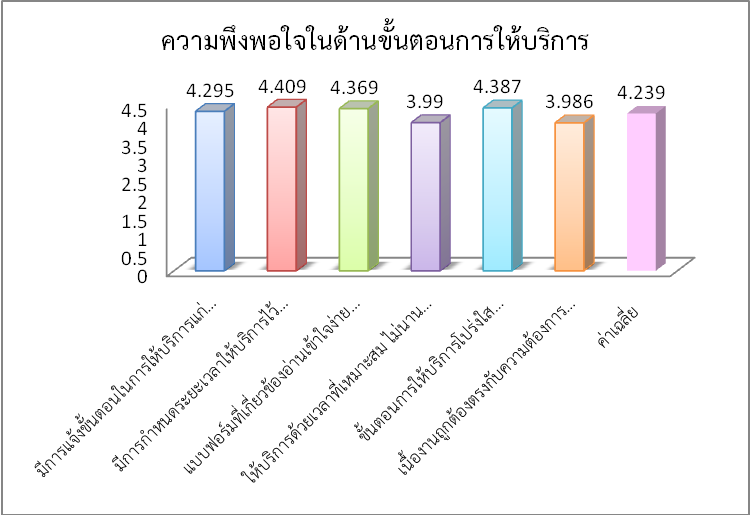 ความพึงพอใจในด้านขั้นตอนการให้บริการ
4.295
4.409
4.369
3.99
4.387
3.986
4.239
4.5
4
3.5
3
2.5
2
1.5
1
0.5
0
มีการแจ้งขั้นตอนในการให้บริการแก่...
มีการกำหนดระยะเวลาให้บริการไว้...
แบบฟอร์มที่เกี่ยวข้องอ่านเข้าใจง่าย...
ให้บริการด้วยเวลาที่เหมาะสม ไม่นาน...
ขั้นตอนการให้บริการโปร่งใส...
เนื้องานถูกต้องตรงกับความต้องการ...
ค่าเฉลี่ย